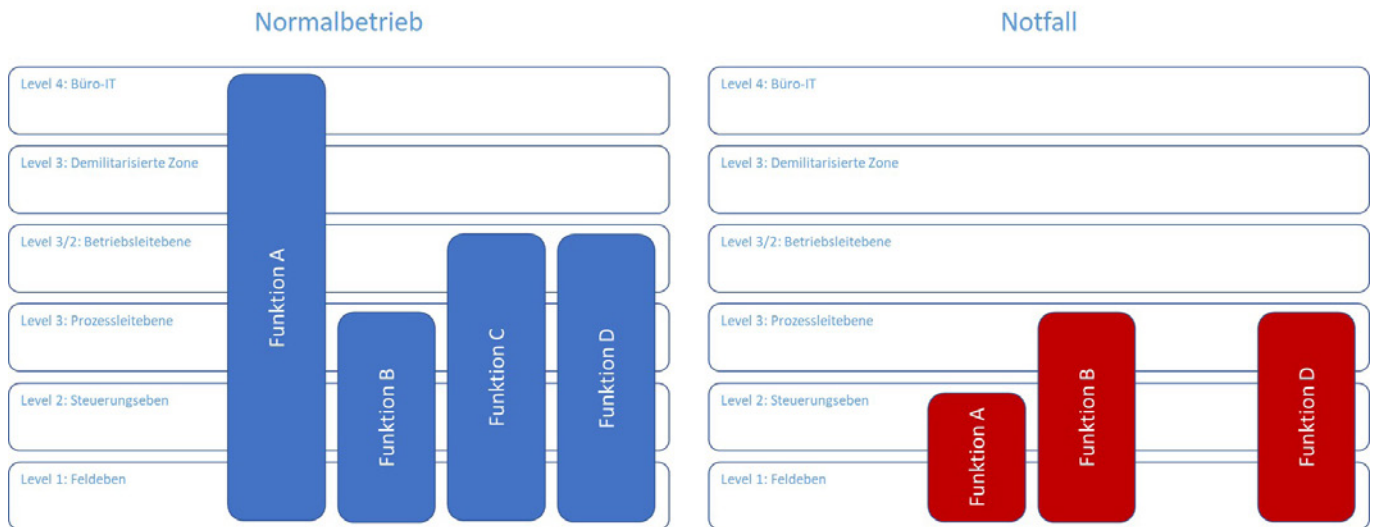 Normalbetrieb
Level 4: Büro-IT
Level 3: Demilitarisierte Zone
Level 3/2: Betriebsleitebene
Level 3: Prozessleitebene
Level 2: Steuerungseben
Level 1: Feldeben
Funktion A
Funktion B
Funktion C
Funktion D
Notfall
Level 4: Büro-IT
Level 3: Demilitarisierte Zone
Level 3/2: Betriebsleitebene
Level 3: Prozessleitebene
Level 2: Steuerungseben
Level 1: Feldeben
Funktion A
Funktion B
Funktion D